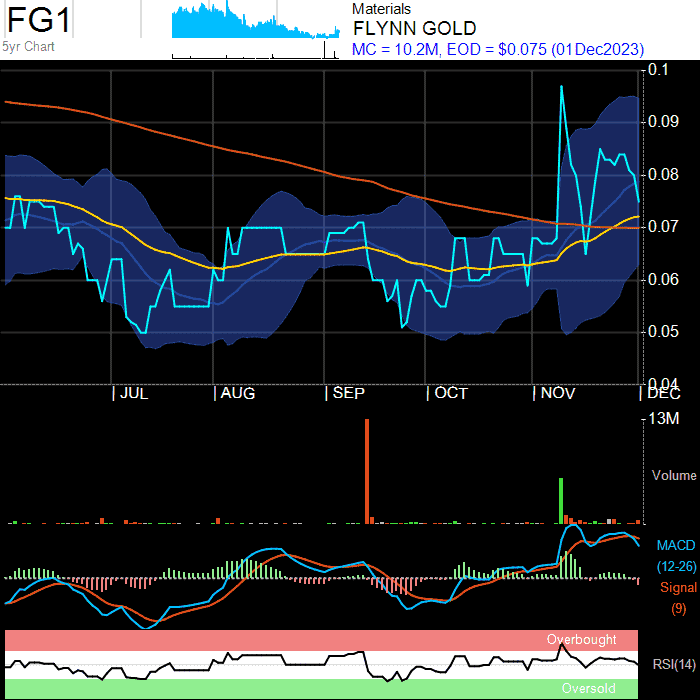 FG1
5yr Chart
Materials
FLYNN GOLD
MC = 10.2M, EOD = $0.075 (01Dec2023)
0.1
0.09
0.08
0.07
0.06
0.05
0.04
JUL
AUG
SEP
OCT
NOV
DEC
13M
Volume
MACD
(12-26)
Signal
(9)
Overbought
RSI(14)
Oversold